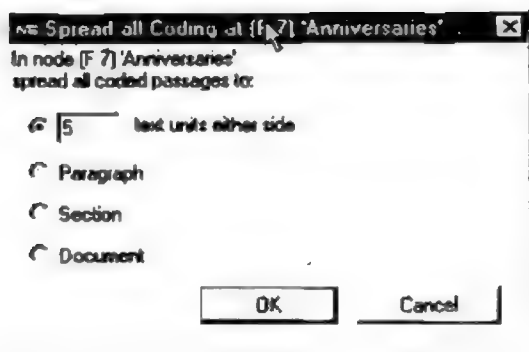 Spread all Coding at (F 7) 'Anniversaries'
In node (F 7) 'Anniversaries'
spread all coded passages to:
5 text units either side
Paragraph
Section
Document
OK Cancel